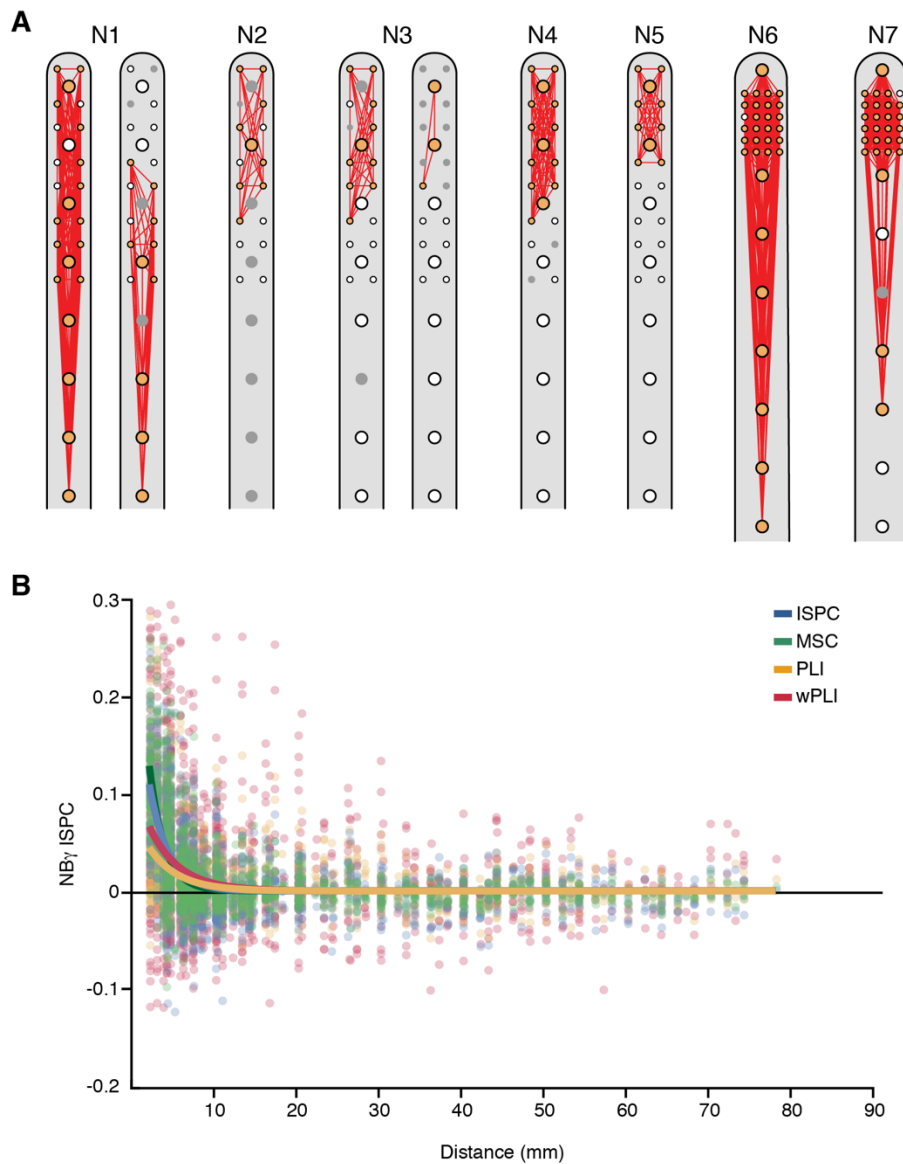 A
N1 N2 N3 N4 N5 N6 N7
B
0.3
0.2
0.1
0
-0.1
-0.2
NBγ ISPC
ISPC
MSC
PLI
wPLI
10 20 30 40 50 60 70 80 90
Distance (mm)